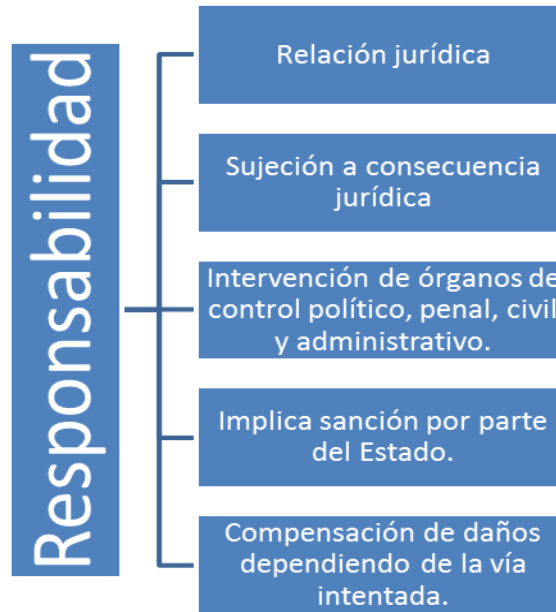 Responsabilidad
Relación jurídica
Sujeción a consecuencia
jurídica
Intervención de órganos de
control político, penal, civil
y administrativo.
Implica sanción por parte
del Estado.
Compensación de daños
dependiendo de la vía
intentada.